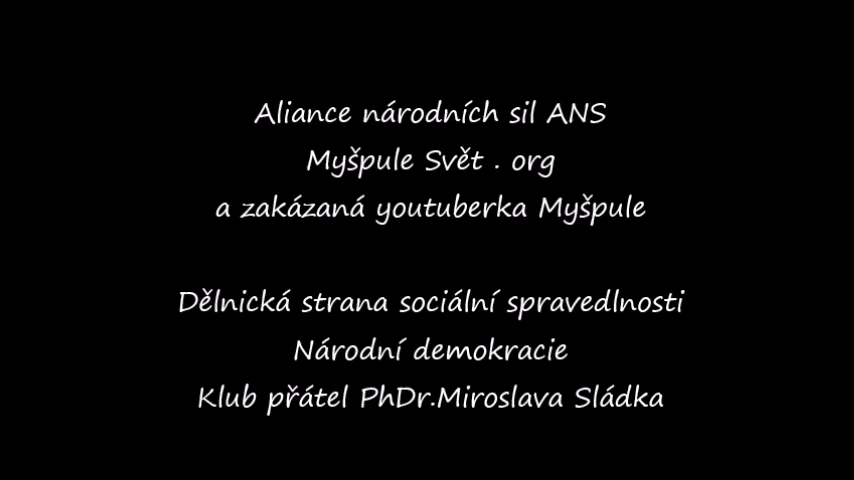 Aliance národních sil ANS
Myšpule Svět . org
a zakázaná youtuberka Myšpule
Dělnická strana sociální spravedlnosti
Národní demokracie
Klub přátel PhDr.Miroslava Sládka